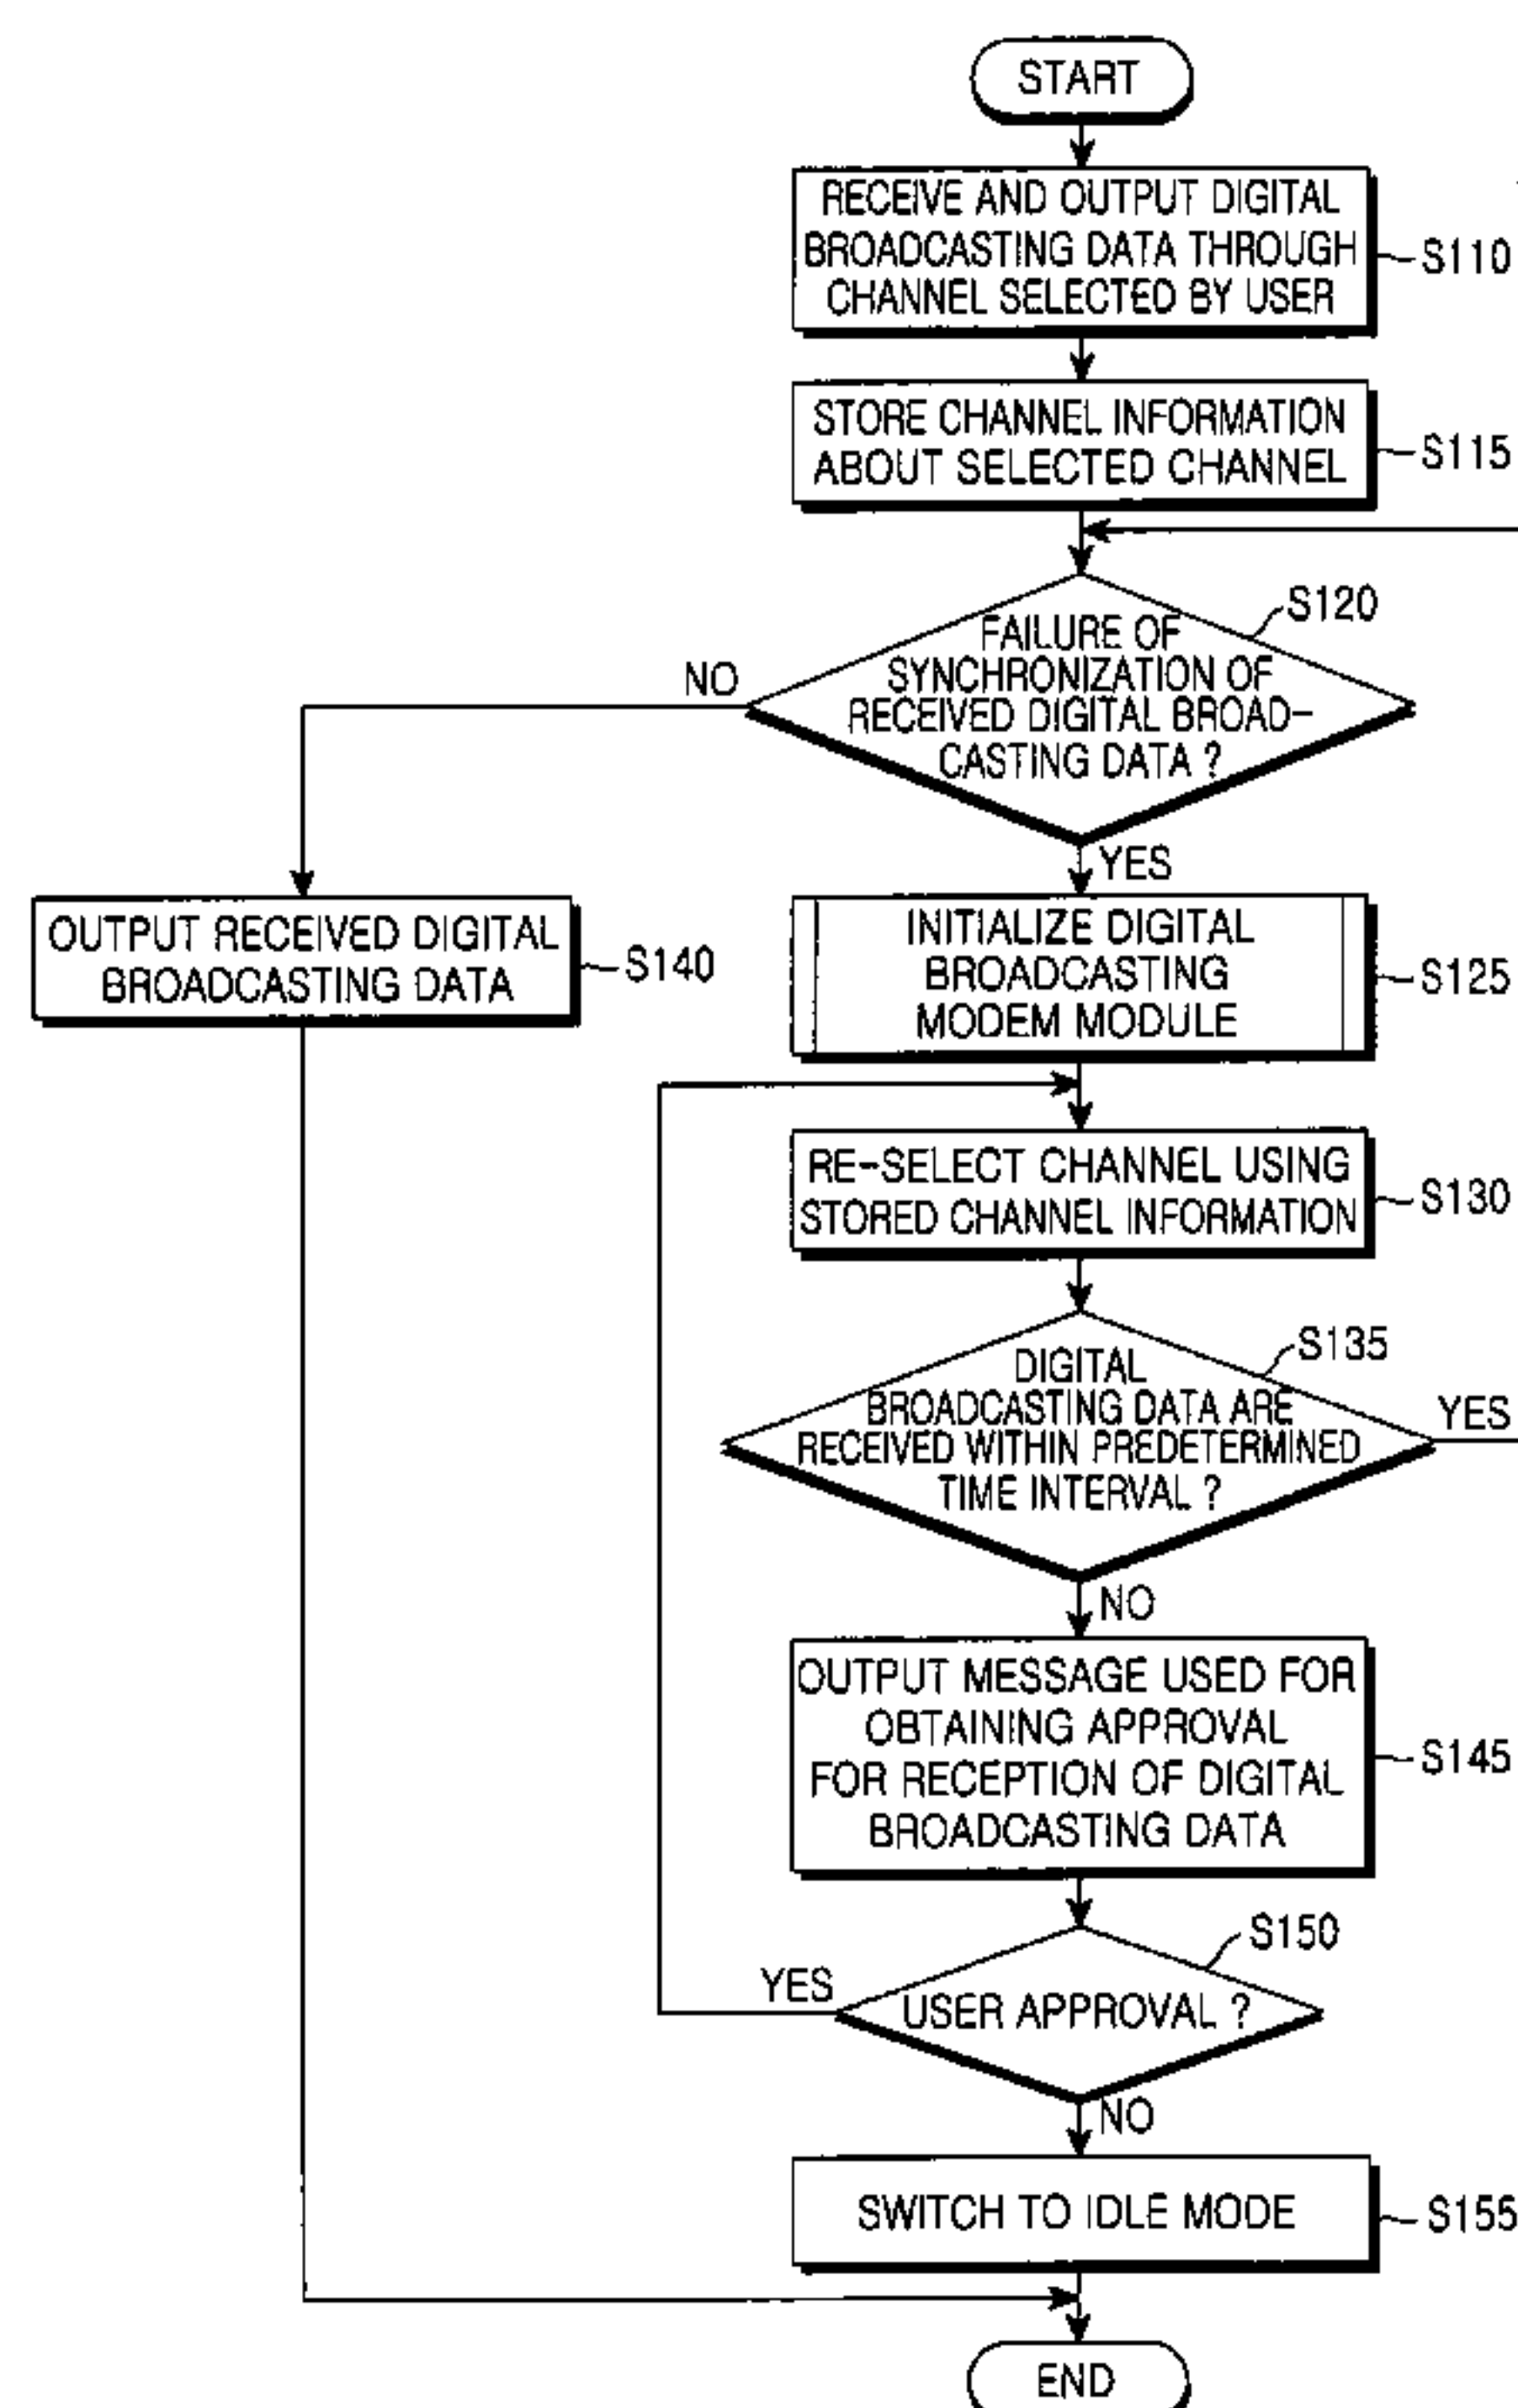 START
RECEIVE AND OUTPUT DIGITAL
BROADCASTING DATA THROUGH
CHANNEL SELECTED BY USER
S110
STORE CHANNEL INFORMATION
ABOUT SELECTED CHANNEL
S115
S120
FAILURE OF
SYNCHRONIZATION OF
RECEIVED DIGITAL BROAD-
CASTING DATA ?
NO
YES
OUTPUT RECEIVED DIGITAL
BROADCASTING DATA
S140
INITIALIZE DIGITAL
BROADCASTING
MODEM MODULE
S125
RE-SELECT CHANNEL USING
STORED CHANNEL INFORMATION
S130
S135
DIGITAL
BROADCASTING DATA ARE
RECEIVED WITHIN PREDETERMINED
TIME INTERVAL ?
YES
NO
OUTPUT MESSAGE USED FOR
OBTAINING APPROVAL
FOR RECEPTION OF DIGITAL
BROADCASTING DATA
S145
S150
YES
USER APPROVAL ?
NO
SWITCH TO IDLE MODE
S155
END